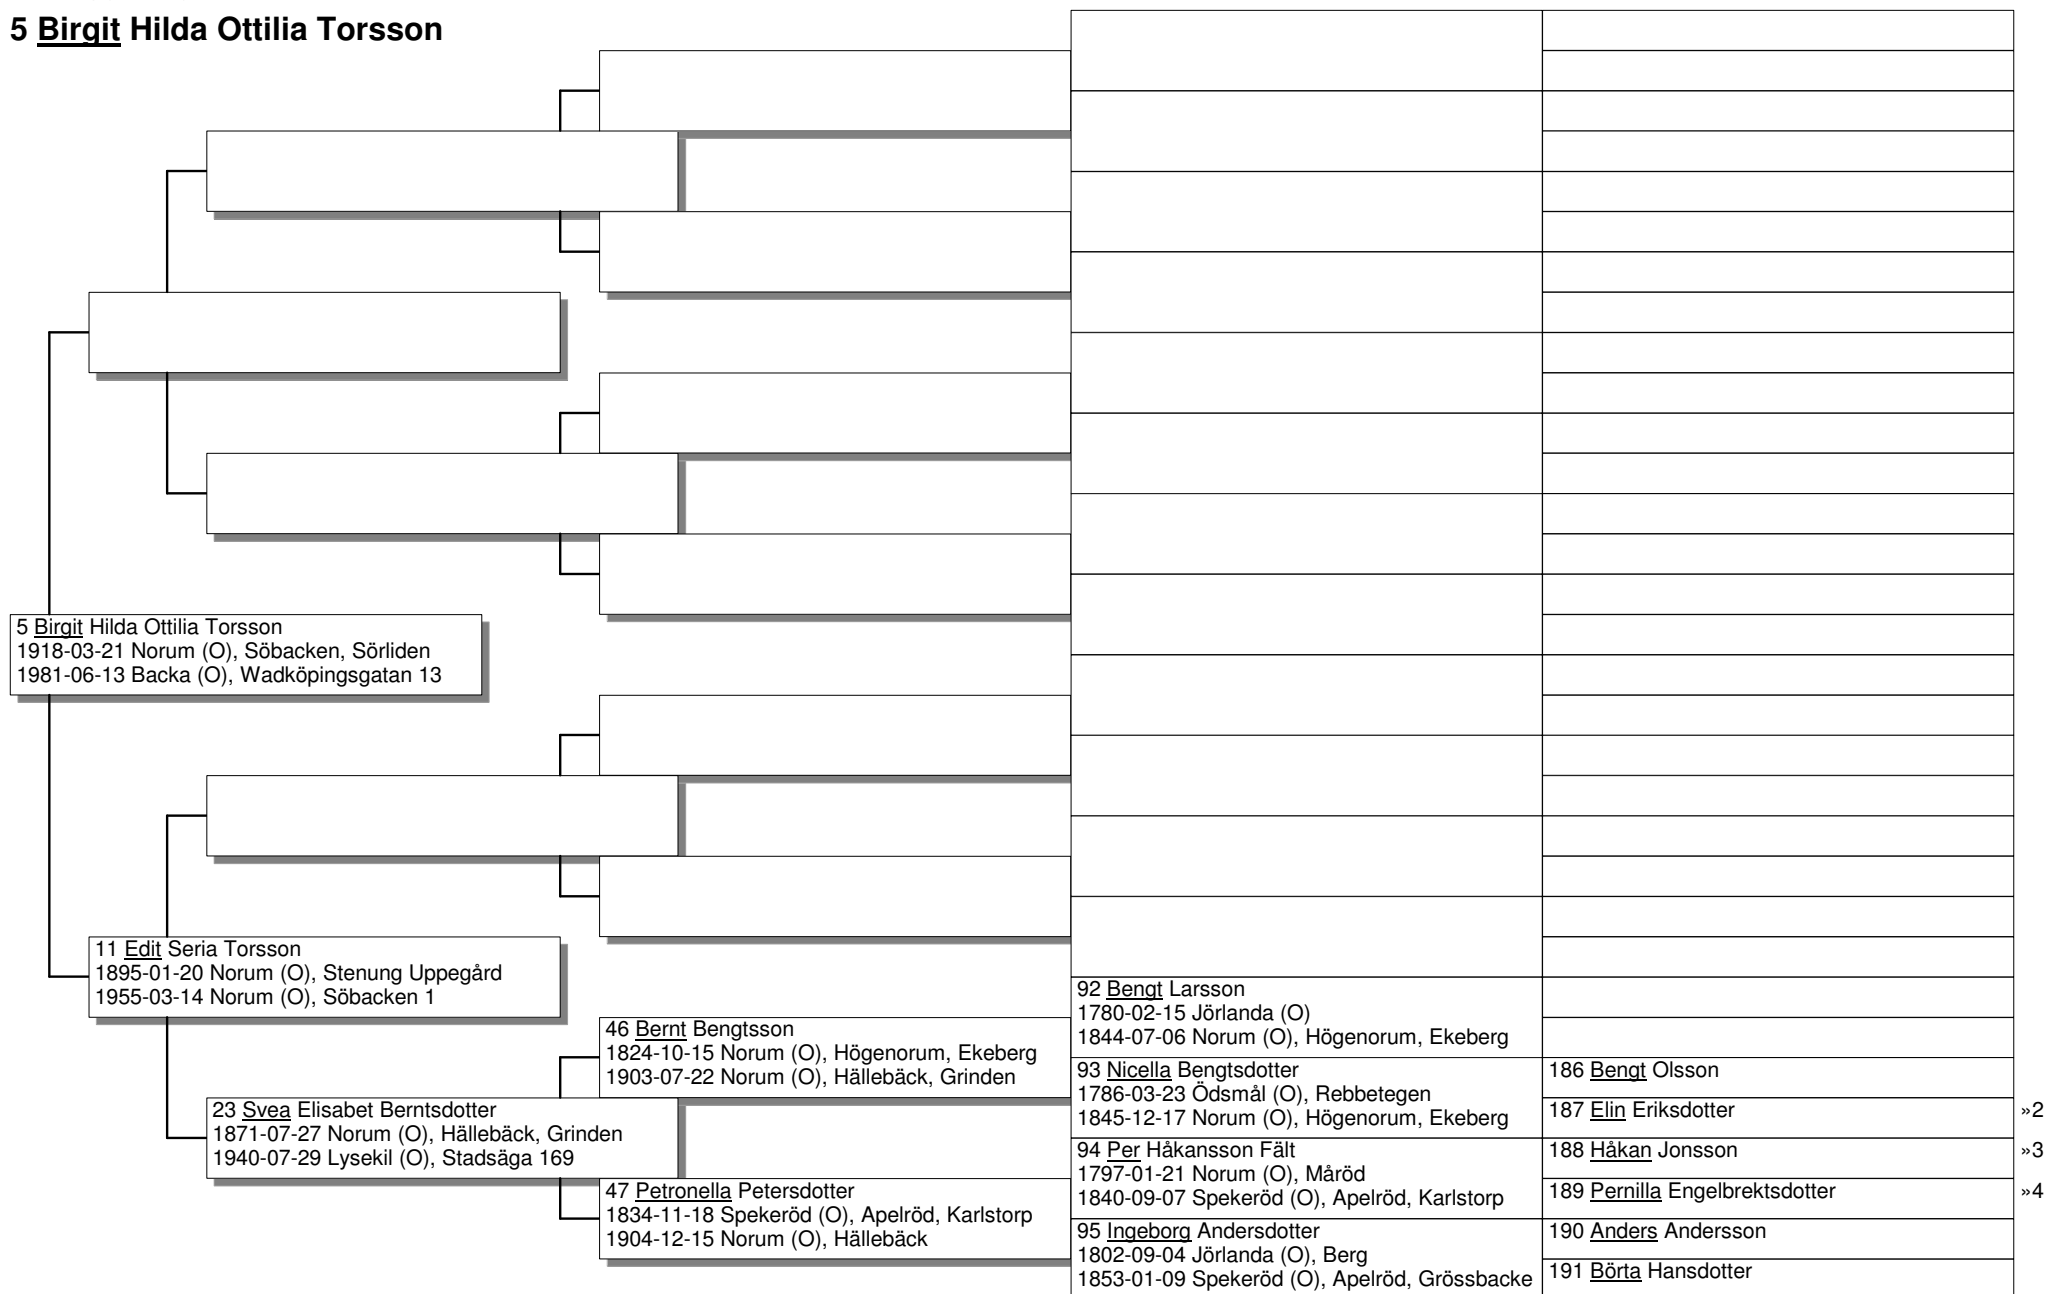 5 Birgit Hilda Ottilia Torsson
5 Birgit Hilda Ottilia Torsson
1918-03-21 Norum (O), Söbacken, Sörliden
1981-06-13 Backa (O), Wadköpingsgatan 13
11 Edit Seria Torsson
1895-01-20 Norum (O), Stenung Uppegård
1955-03-14 Norum (O), Söbacken 1
23 Svea Elisabet Berntsdotter
1871-07-27 Norum (O), Hällebäck, Grinden
1940-07-29 Lysekil (O), Stadsäga 169
46 Bernt Bengtsson
1824-10-15 Norum (O), Högenorum, Ekeberg
1903-07-22 Norum (O), Hällebäck, Grinden
47 Petronella Petersdotter
1834-11-18 Spekeröd (O), Apelröd, Karlstorp
1904-12-15 Norum (O), Hällebäck
92 Bengt Larsson
1780-02-15 Jörlanda (O)
1844-07-06 Norum (O), Högenorum, Ekeberg
93 Nicella Bengtsdotter
1786-03-23 Ödsmål (O), Rebbetegen
1845-12-17 Norum (O), Högenorum, Ekeberg
94 Per Håkansson Fält
1797-01-21 Norum (O), Måröd
1840-09-07 Spekeröd (O), Apelröd, Karlstorp
95 Ingeborg Andersdotter
1802-09-04 Jörlanda (O), Berg
1853-01-09 Spekeröd (O), Apelröd, Grössbacke
186 Bengt Olsson
187 Elin Eriksdotter »2
188 Håkan Jonsson »3
189 Pernilla Engelbrektsdotter »4
190 Anders Andersson
191 Börta Hansdotter